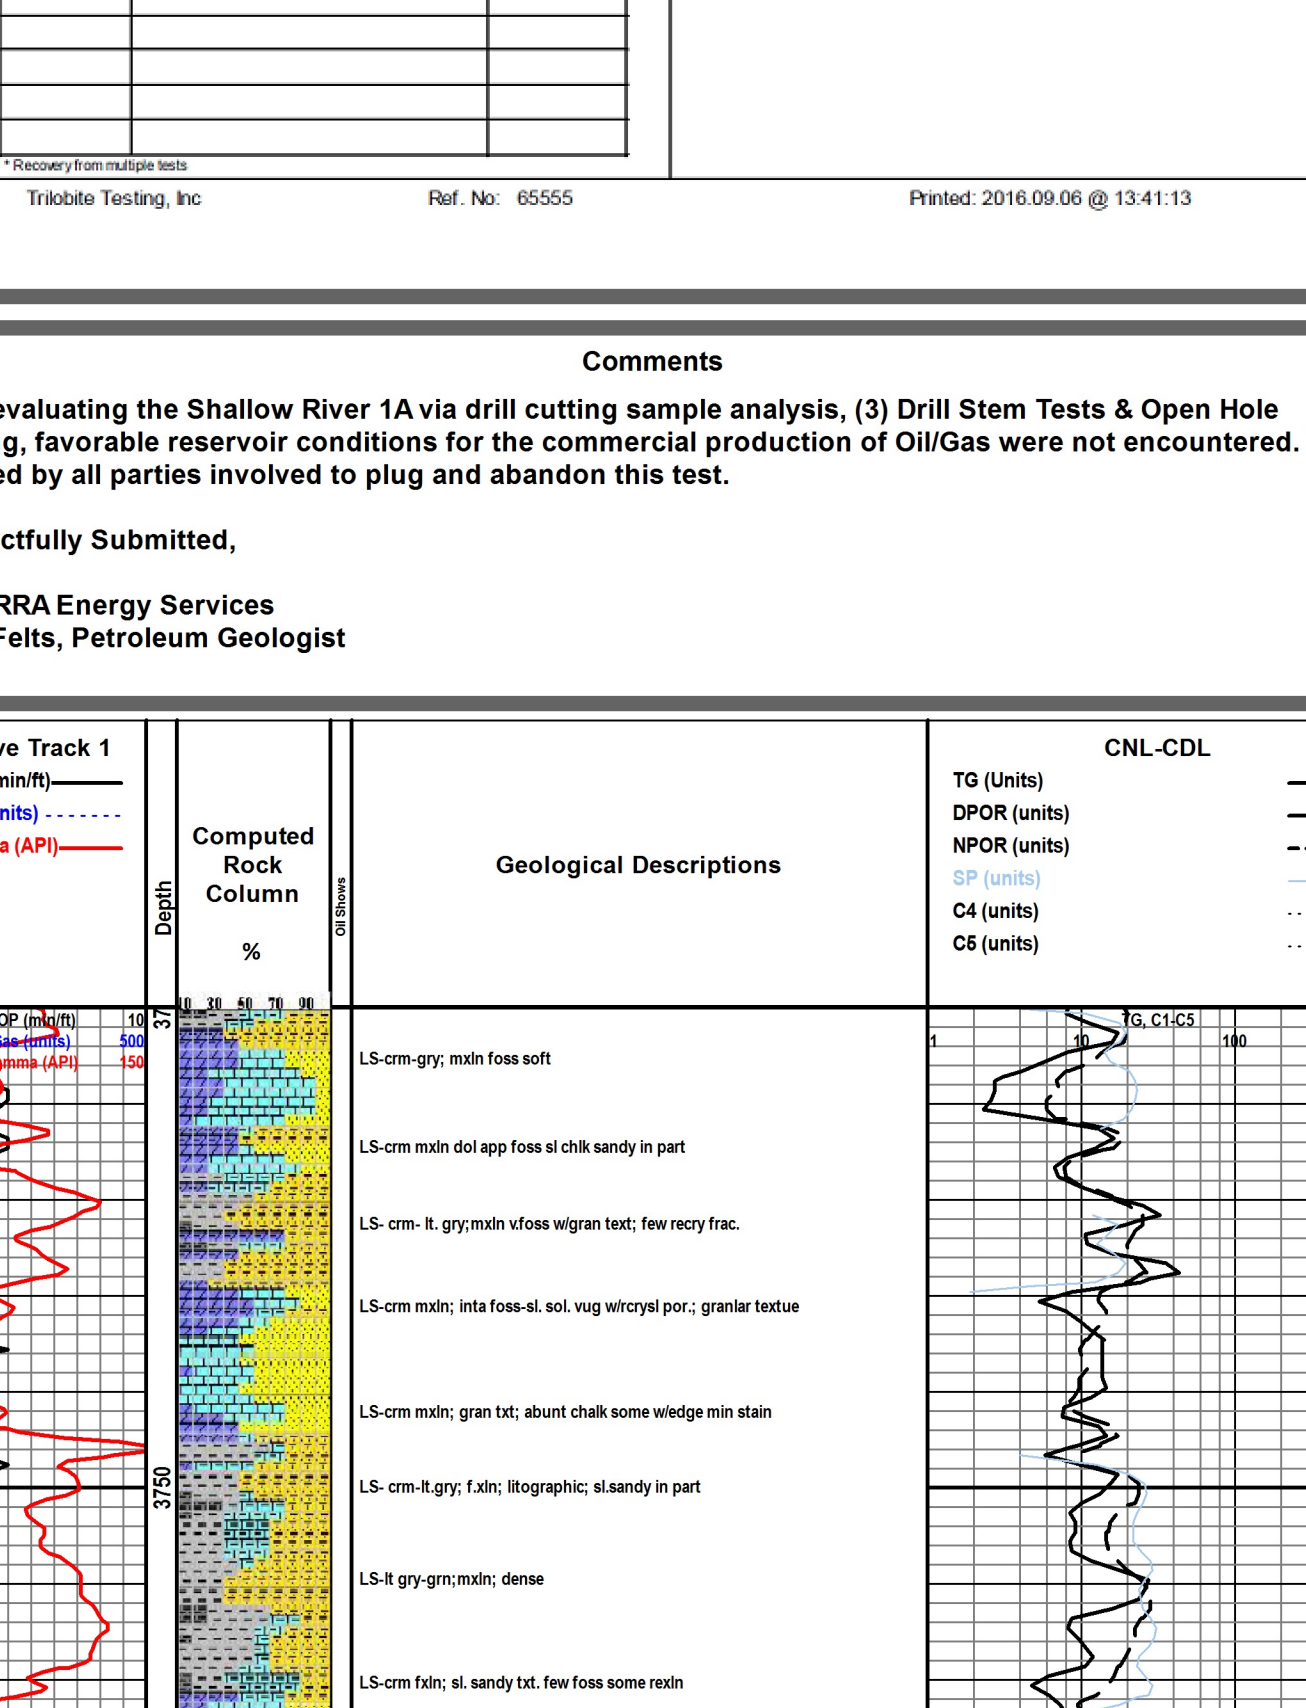 * Recovery from multiple tests
Trilobite Testing, Inc
Ref. No: 65555
Printed: 2016.09.06 @ 13:41:13
Comments
evaluating the Shallow River 1A via drill cutting sample analysis, (3) Drill Stem Tests & Open Hole
g, favorable reservoir conditions for the commercial production of Oil/Gas were not encountered.
ed by all parties involved to plug and abandon this test.
ctfully Submitted,
RRA Energy Services
Felts, Petroleum Geologist
ve Track 1
min/ft)
nits)
a (API)
Depth
Computed
Rock
Column
%
10 30 50 70 90
Oil Shows
Geological Descriptions
CNL-CDL
TG (Units)
DPOR (units)
NPOR (units)
SP (units)
C4 (units)
C5 (units)
OP (min/ft) 10
Gas (units) 500
mma (API) 150
37
TG, C1-C5
1 10 100
LS-crm-gry; mxln foss soft
LS-crm mxln dol app foss sl chlk sandy in part
LS- crm- lt. gry;mxln v.foss w/gran text; few recry frac.
LS-crm mxln; inta foss-sl. sol. vug w/rcrysl por.; granlar textue
LS-crm mxln; gran txt; abunt chalk some w/edge min stain
3750
LS- crm-lt.gry; f.xln; litographic; sl.sandy in part
LS-lt gry-grn;mxln; dense
LS-crm fxln; sl. sandy txt. few foss some rexln